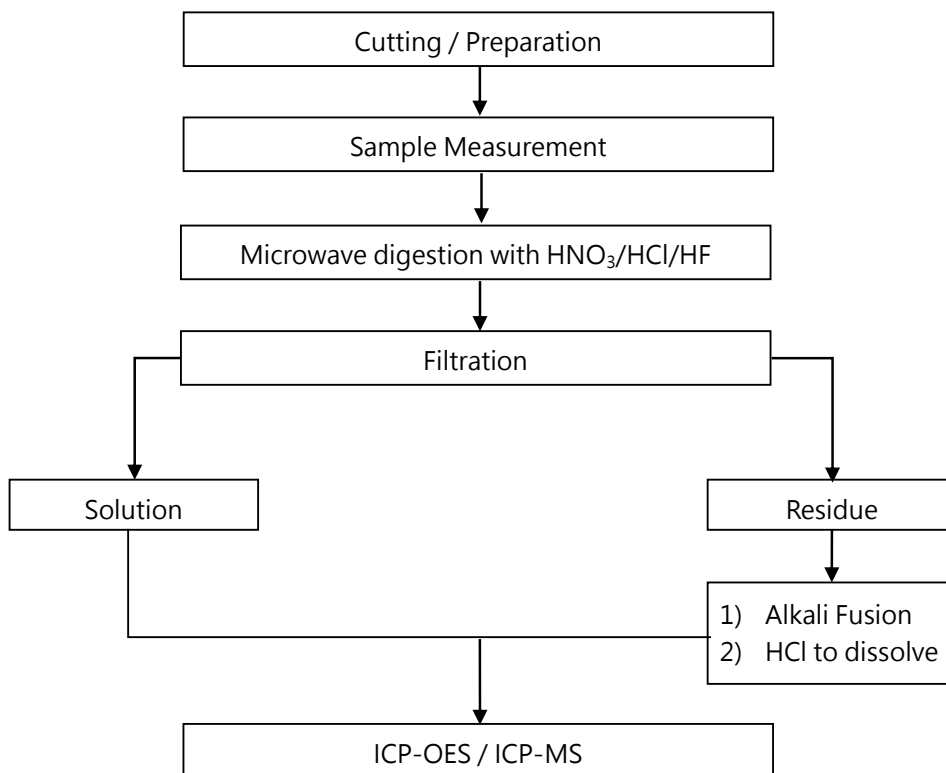 Cutting / Preparation
Sample Measurement
Microwave digestion with HNO₃/HCl/HF
Filtration
Solution
Residue
1) Alkali Fusion
2) HCl to dissolve
ICP-OES / ICP-MS